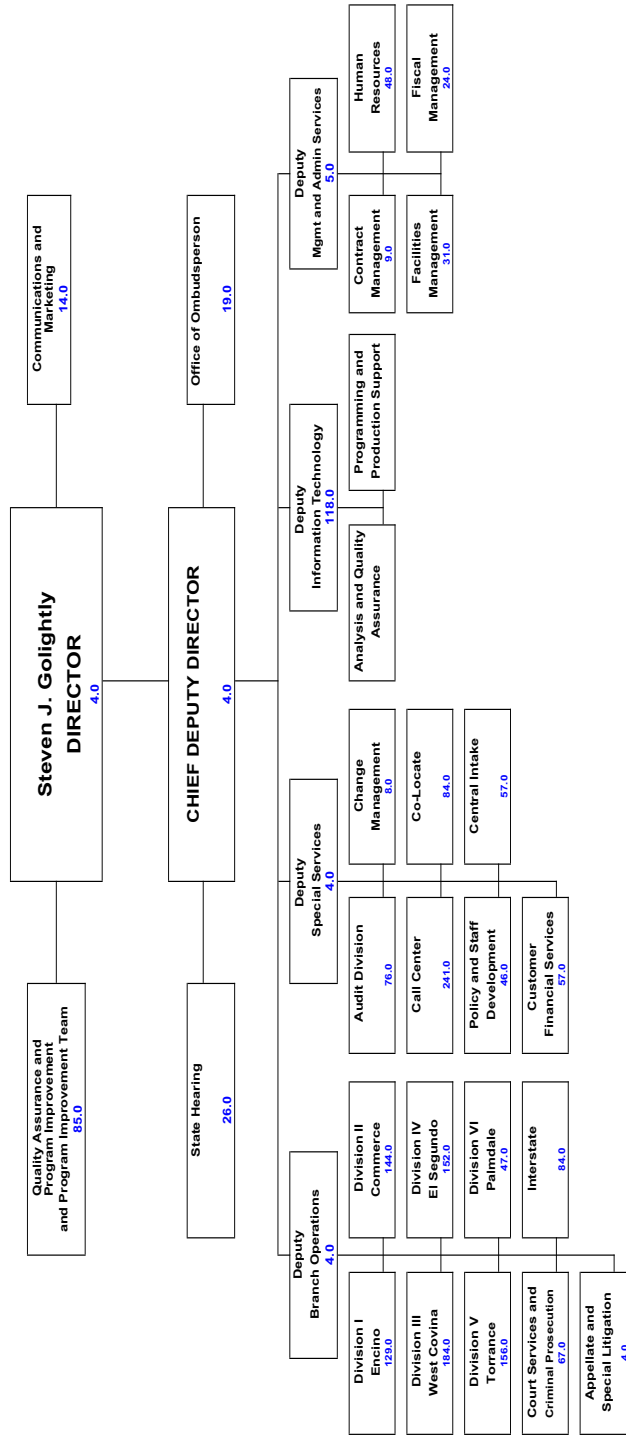 Steven J. Golightly
DIRECTOR
4.0
Quality Assurance and
Program Improvement
and Program Improvement Team
85.0
Communications and
Marketing
14.0
CHIEF DEPUTY DIRECTOR
4.0
State Hearing
26.0
Office of Ombudsperson
19.0
Deputy
Branch Operations
4.0
Division I
Encino
129.0
Division II
Commerce
144.0
Division III
West Covina
184.0
Division IV
El Segundo
152.0
Division V
Torrance
156.0
Division VI
Palmdale
47.0
Court Services and
Criminal Prosecution
67.0
Interstate
84.0
Appellate and
Special Litigation
4.0
Deputy
Special Services
4.0
Audit Division
76.0
Change
Management
8.0
Call Center
241.0
Co-Locate
84.0
Policy and Staff
Development
46.0
Central Intake
57.0
Customer
Financial Services
57.0
Deputy
Information Technology
118.0
Analysis and Quality
Assurance
Programming and
Production Support
Deputy
Mgmt and Admin Services
5.0
Contract
Management
9.0
Human
Resources
48.0
Facilities
Management
31.0
Fiscal
Management
24.0